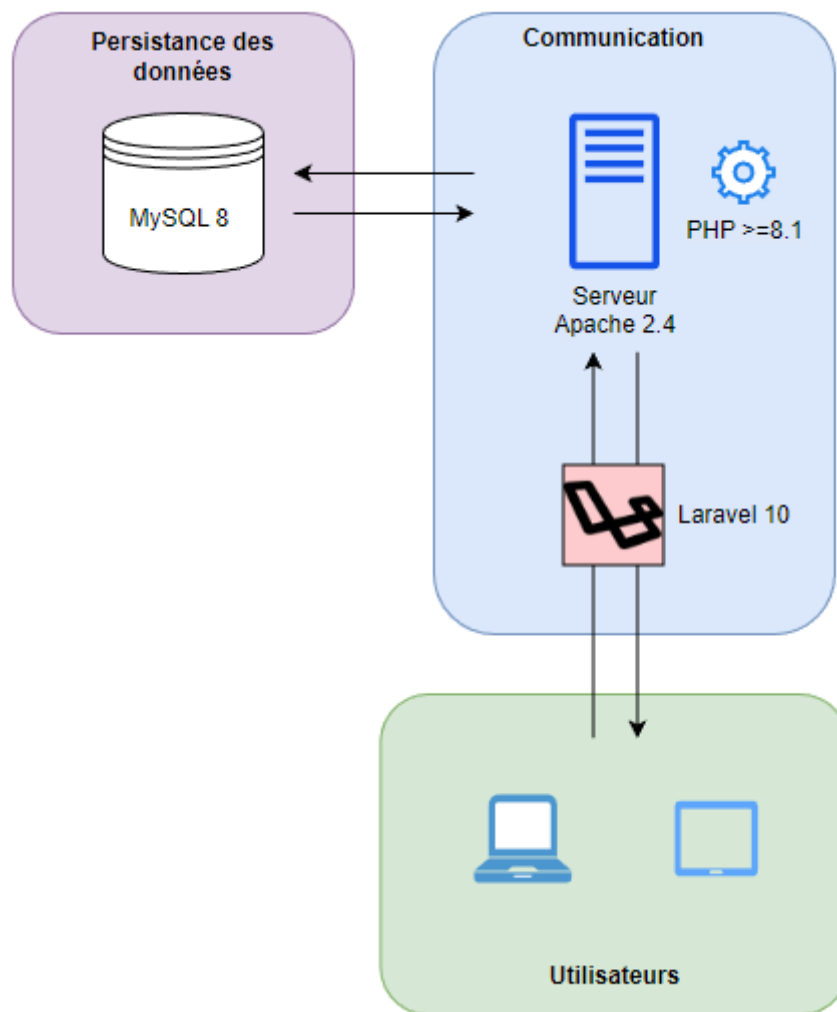 Persistance des
données
MySQL 8
Communication
PHP >=8.1
Serveur
Apache 2.4
Laravel 10
Utilisateurs